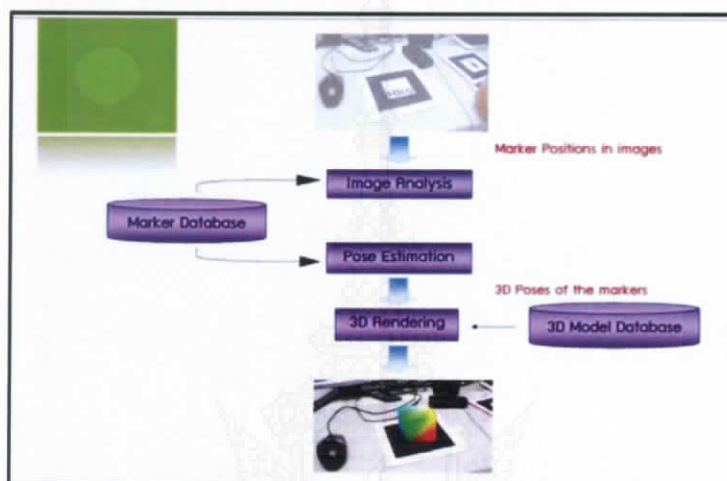 Marker Positions in images
Image Analysis
Marker Database
Pose Estimation
3D Poses of the markers
3D Rendering
3D Model Database